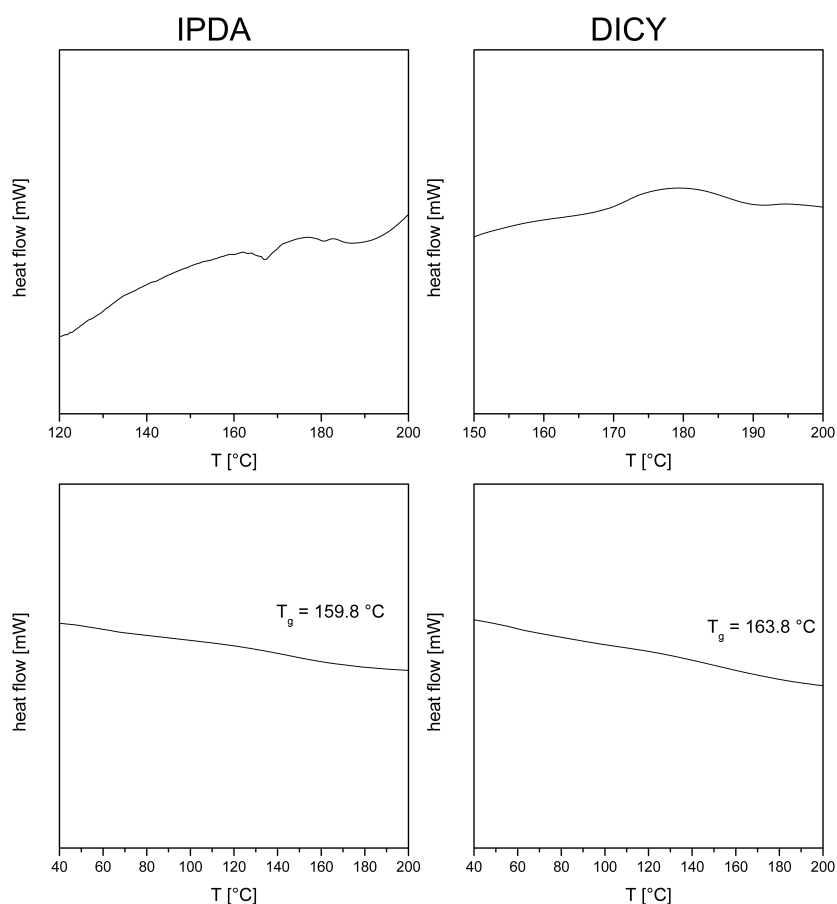 IPDA
DICY
heat flow [mW]
120 140 160 180 200
T [°C]
heat flow [mW]
150 160 170 180 190 200
T [°C]
heat flow [mW]
Tg = 159.8 °C
40 60 80 100 120 140 160 180 200
T [°C]
heat flow [mW]
Tg = 163.8 °C
40 60 80 100 120 140 160 180 200
T [°C]